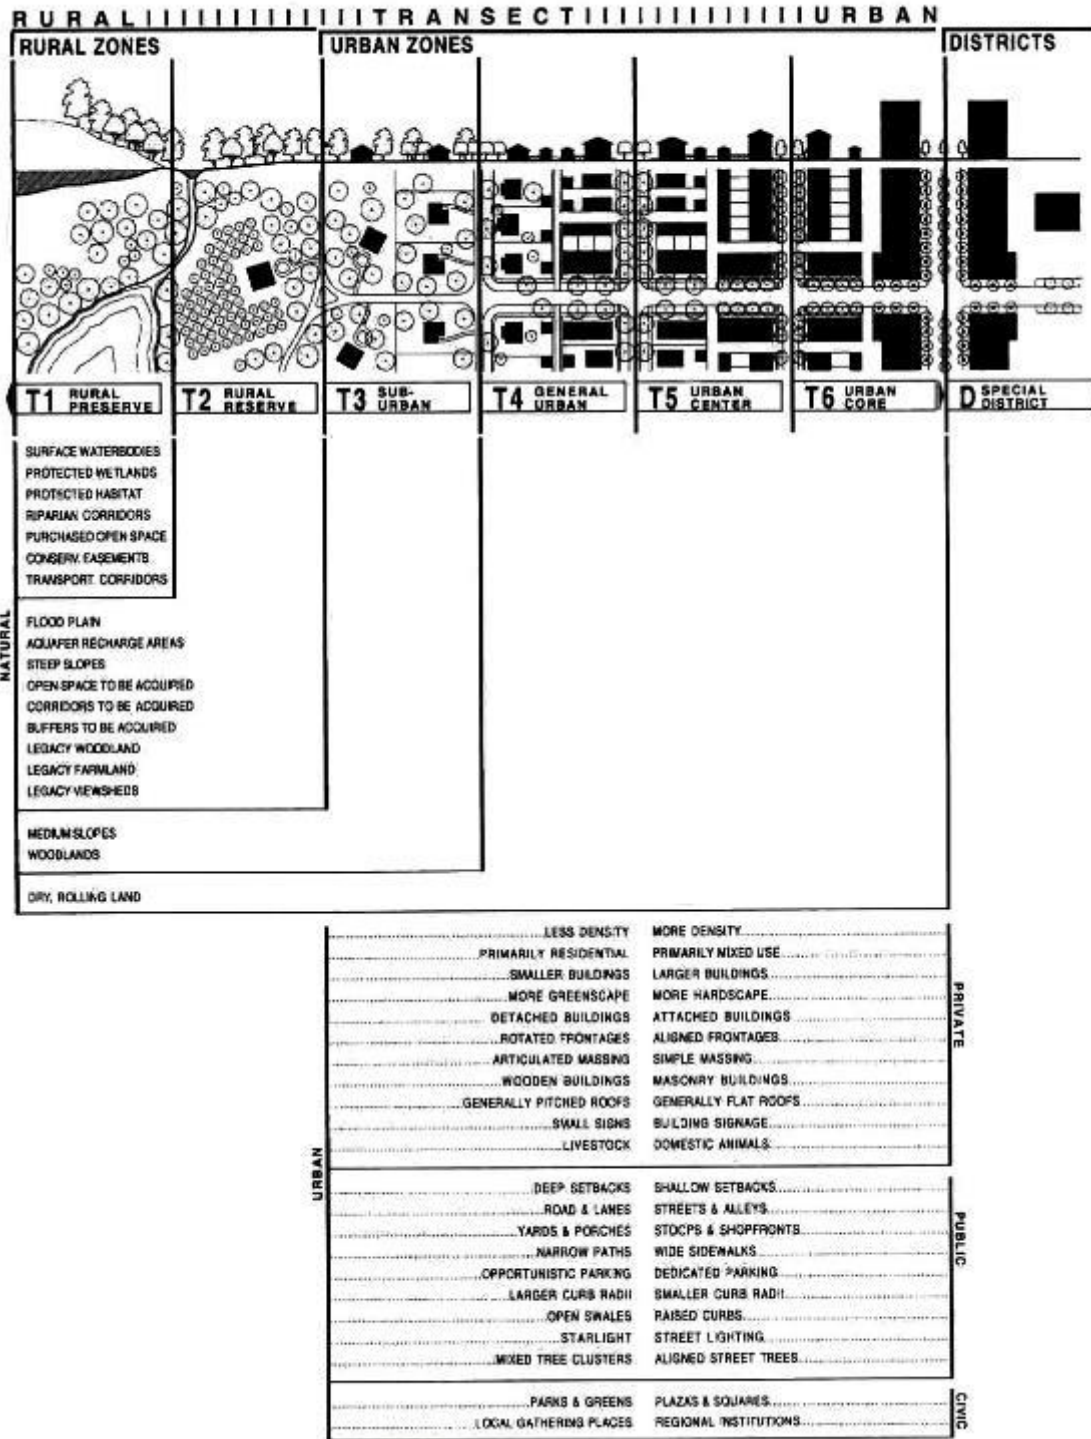 RURAL IIIIIIIIIIIII TRANSECT IIIIIIIIIIIII URBAN
RURAL ZONES
URBAN ZONES
DISTRICTS
T1 RURAL PRESERVE
T2 RURAL RESERVE
T3 SUB-URBAN
T4 GENERAL URBAN
T5 URBAN CENTER
T6 URBAN CORE
D SPECIAL DISTRICT
NATURAL
SURFACE WATERBODIES
PROTECTED WETLANDS
PROTECTED HABITAT
RIPARIAN CORRIDORS
PURCHASED OPEN SPACE
CONSERV. EASEMENTS
TRANSPORT. CORRIDORS
FLOOD PLAIN
AQUAFER RECHARGE AREAS
STEEP SLOPES
OPEN SPACE TO BE ACQUIRED
CORRIDORS TO BE ACQUIRED
BUFFERS TO BE ACQUIRED
LEGACY WOODLAND
LEGACY FARMLAND
LEGACY VIEWSHEDS
MEDIUM SLOPES
WOODLANDS
DRY, ROLLING LAND
URBAN
PRIVATE
LESS DENSITY MORE DENSITY
PRIMARILY RESIDENTIAL PRIMARILY MIXED USE
SMALLER BUILDINGS LARGER BUILDINGS
MORE GREENSCAPE MORE HARDSCAPE
DETACHED BUILDINGS ATTACHED BUILDINGS
ROTATED FRONTAGES ALIGNED FRONTAGES
ARTICULATED MASSING SIMPLE MASSING
WOODEN BUILDINGS MASONRY BUILDINGS
GENERALLY PITCHED ROOFS GENERALLY FLAT ROOFS
SMALL SIGNS BUILDING SIGNAGE
LIVESTOCK DOMESTIC ANIMALS
PUBLIC
DEEP SETBACKS SHALLOW SETBACKS
ROAD & LANES STREETS & ALLEYS
YARDS & PORCHES STOOPS & SHOPFRONTS
NARROW PATHS WIDE SIDEWALKS
OPPORTUNISTIC PARKING DEDICATED PARKING
LARGER CURB RADII SMALLER CURB RADII
OPEN SWALES RAISED CURBS
STARLIGHT STREET LIGHTING
MIXED TREE CLUSTERS ALIGNED STREET TREES
CIVIC
PARKS & GREENS PLAZAS & SQUARES
LOCAL GATHERING PLACES REGIONAL INSTITUTIONS